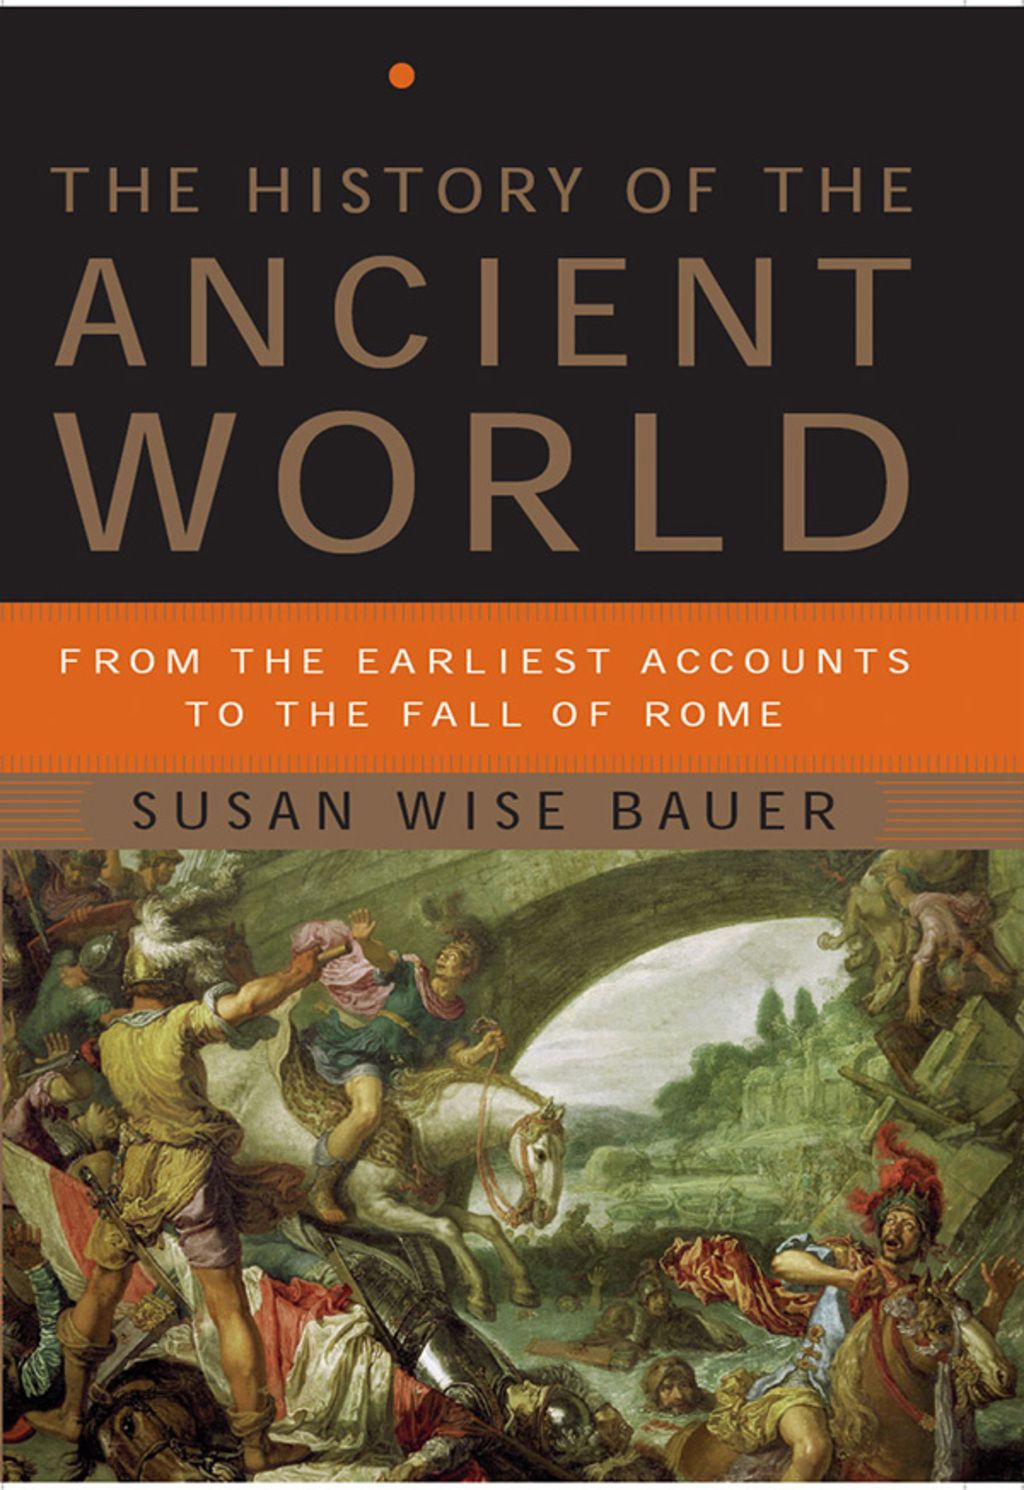 THE HISTORY OF THE
ANCIENT
WORLD
FROM THE EARLIEST ACCOUNTS
TO THE FALL OF ROME
SUSAN WISE BAUER